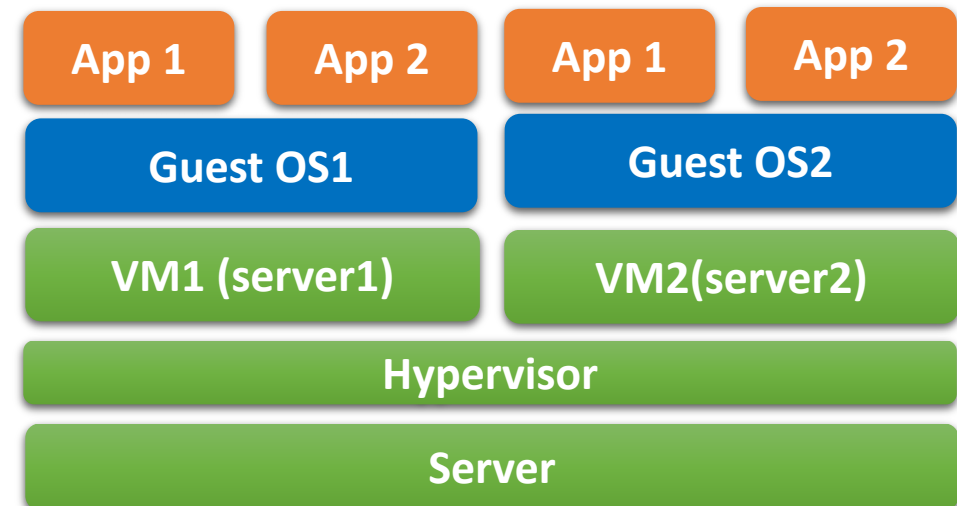 App 1
App 2
App 1
App 2
Guest OS1
Guest OS2
VM1 (server1)
VM2(server2)
Hypervisor
Server